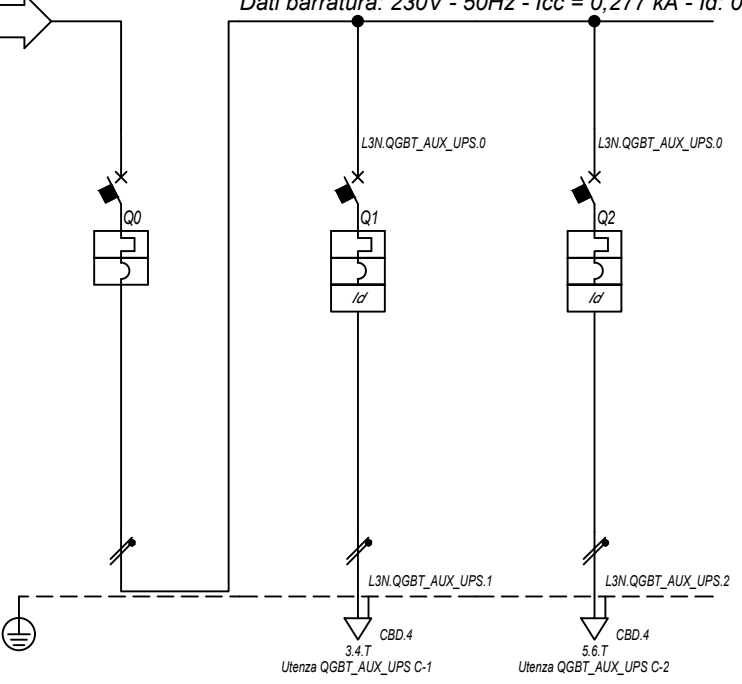 Dati barratura: 230V - 50Hz - Icc = 0,277 kA - Id: 0
L3N.QGBT_AUX_UPS.0
L3N.QGBT_AUX_UPS.0
Q0
Q1
Q2
Id
Id
L3N.QGBT_AUX_UPS.1
L3N.QGBT_AUX_UPS.2
CBD.4
CBD.4
3.4.T
5.6.T
Utenza QGBT_AUX_UPS C-1
Utenza QGBT_AUX_UPS C-2